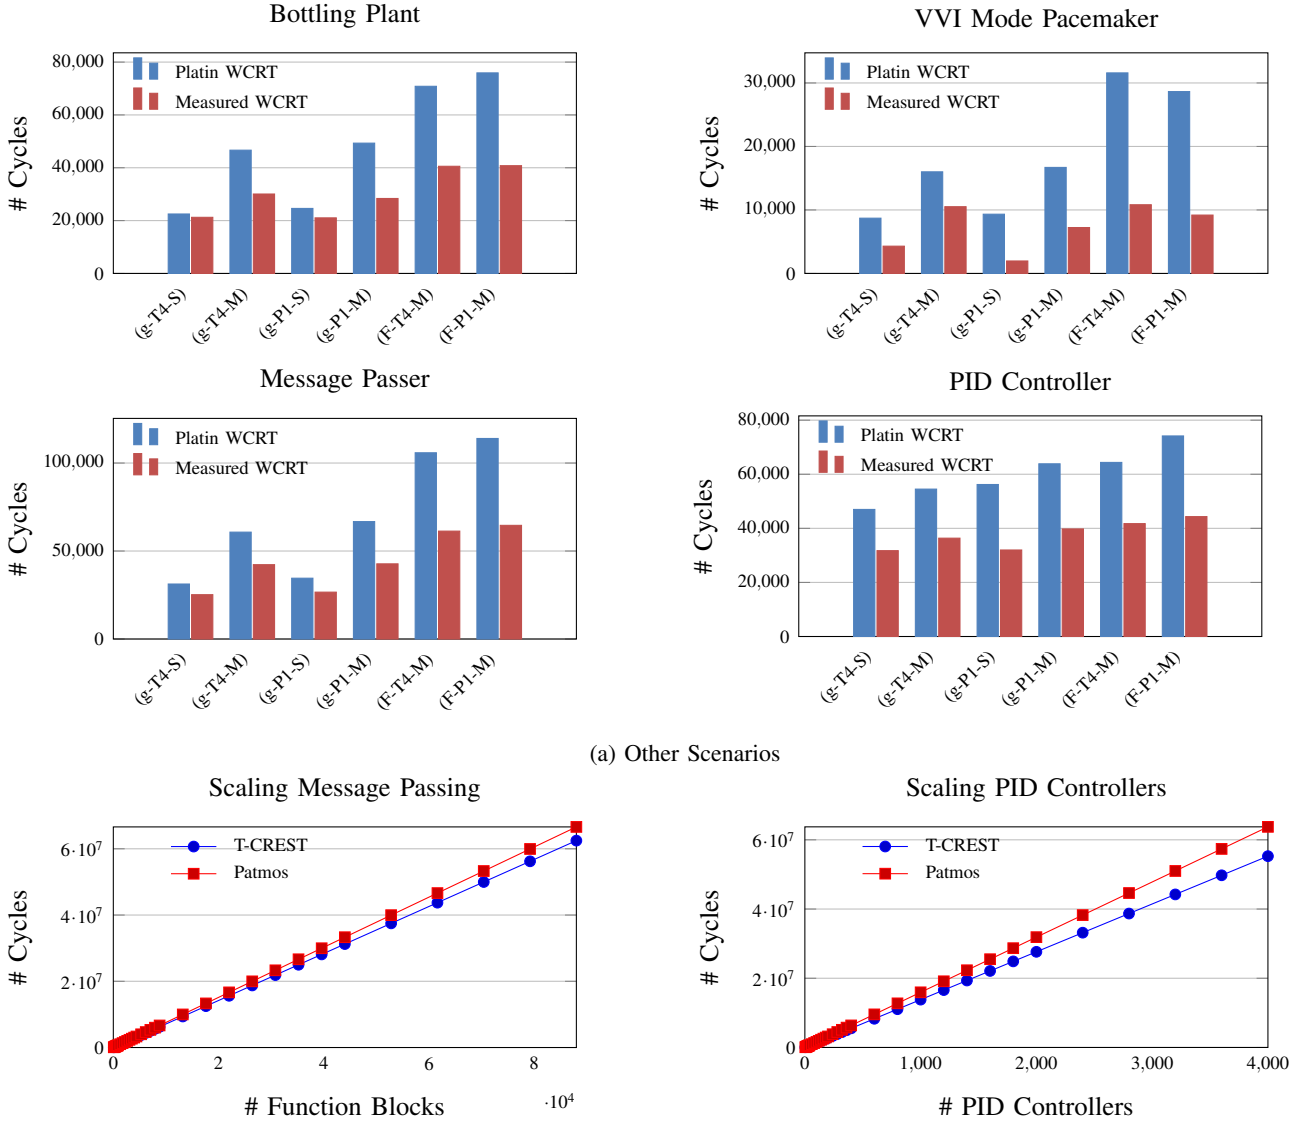 Bottling Plant
80,000
60,000
40,000
20,000
0
# Cycles
Platin WCRT
Measured WCRT
(g-T4-S)
(g-T4-M)
(g-P1-S)
(g-P1-M)
(F-T4-M)
(F-P1-M)
VVI Mode Pacemaker
30,000
20,000
10,000
0
# Cycles
Platin WCRT
Measured WCRT
(g-T4-S)
(g-T4-M)
(g-P1-S)
(g-P1-M)
(F-T4-M)
(F-P1-M)
Message Passer
100,000
50,000
0
# Cycles
Platin WCRT
Measured WCRT
(g-T4-S)
(g-T4-M)
(g-P1-S)
(g-P1-M)
(F-T4-M)
(F-P1-M)
PID Controller
80,000
60,000
40,000
20,000
0
# Cycles
Platin WCRT
Measured WCRT
(g-T4-S)
(g-T4-M)
(g-P1-S)
(g-P1-M)
(F-T4-M)
(F-P1-M)
(a) Other Scenarios
Scaling Message Passing
6·10⁷
4·10⁷
2·10⁷
0
# Cycles
T-CREST
Patmos
0 2 4 6 8
·10⁴
# Function Blocks
Scaling PID Controllers
6·10⁷
4·10⁷
2·10⁷
0
# Cycles
T-CREST
Patmos
0 1,000 2,000 3,000 4,000
# PID Controllers